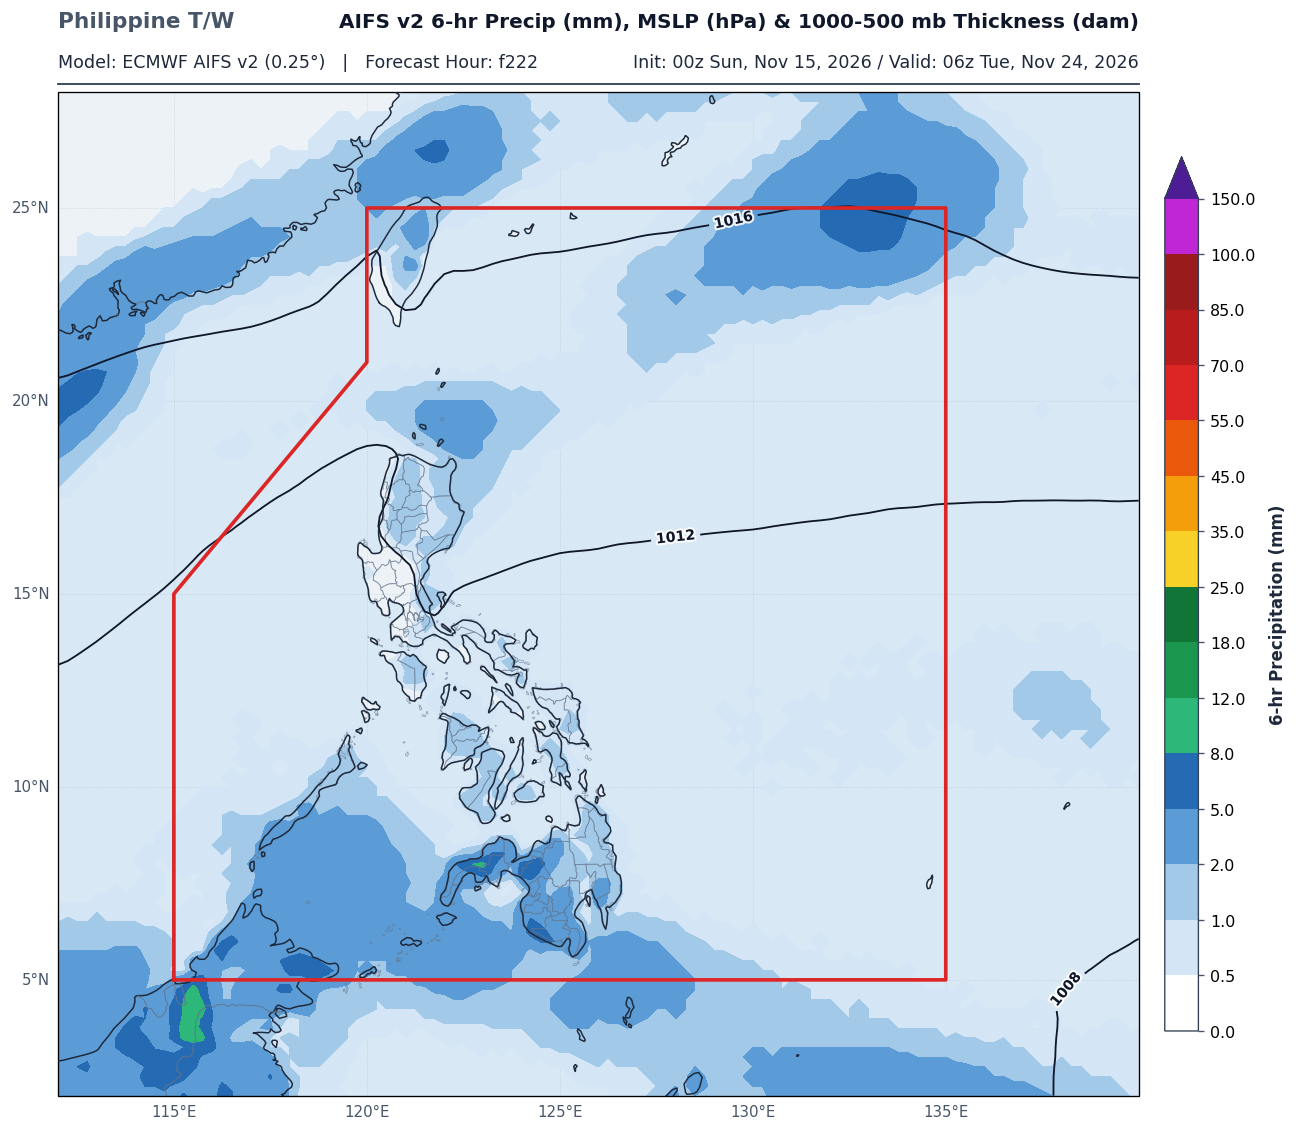 Philippine T/W
AIFS v2 6-hr Precip (mm), MSLP (hPa) & 1000-500 mb Thickness (dam)
Model: ECMWF AIFS v2 (0.25°) | Forecast Hour: f222
Init: 00z Sun, Nov 15, 2026 / Valid: 06z Tue, Nov 24, 2026
25°N
20°N
15°N
10°N
5°N
115°E
120°E
125°E
130°E
135°E
1016
1012
1008
150.0
100.0
85.0
70.0
55.0
45.0
35.0
25.0
18.0
12.0
8.0
5.0
2.0
1.0
0.5
0.0
6-hr Precipitation (mm)